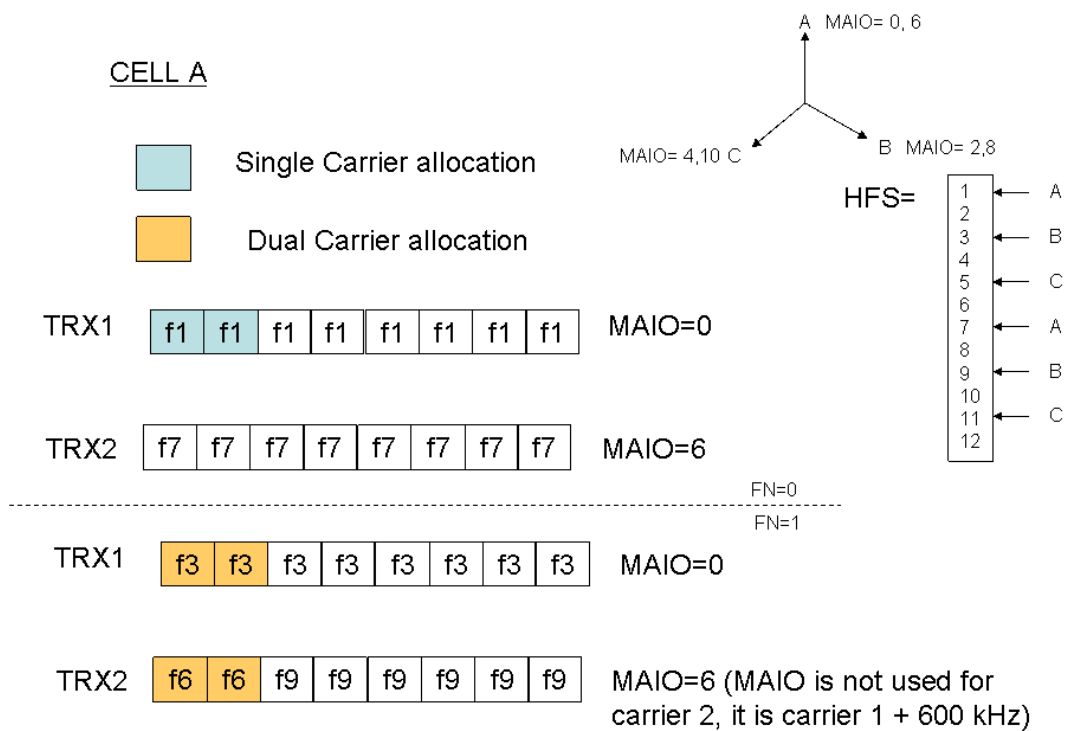 A MAIO= 0, 6
CELL A
Single Carrier allocation
MAIO= 4,10 C
B MAIO= 2,8
HFS=
1 A
2
3 B
4
5 C
6
7 A
8
9 B
10
11 C
12
Dual Carrier allocation
TRX1 f1 f1 f1 f1 f1 f1 f1 f1 MAIO=0
TRX2 f7 f7 f7 f7 f7 f7 f7 f7 MAIO=6
FN=0
FN=1
TRX1 f3 f3 f3 f3 f3 f3 f3 f3 MAIO=0
TRX2 f6 f6 f9 f9 f9 f9 f9 f9 MAIO=6 (MAIO is not used for
carrier 2, it is carrier 1 + 600 kHz)